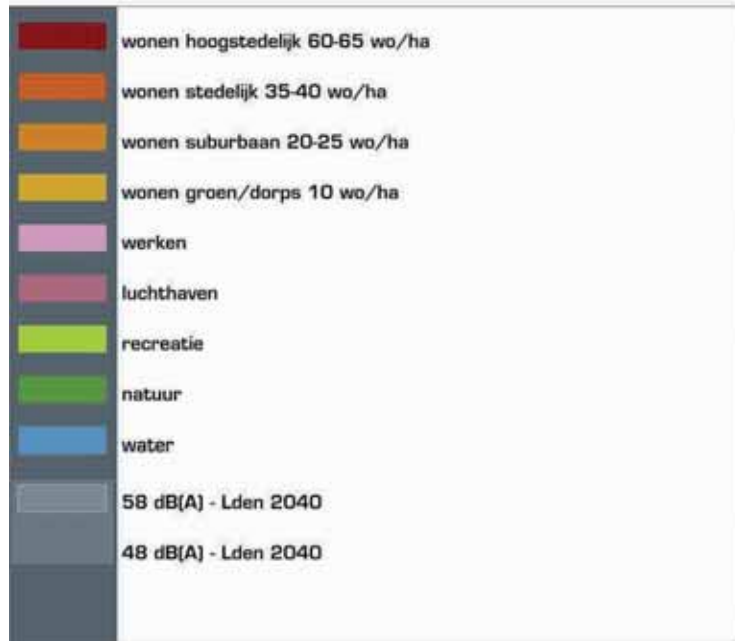 wonen hoogstedelijk 60-65 wo/ha
wonen stedelijk 35-40 wo/ha
wonen suburbaan 20-25 wo/ha
wonen groen/dorps 10 wo/ha
werken
luchthaven
recreatie
natuur
water
58 dB(A) - Lden 2040
48 dB(A) - Lden 2040